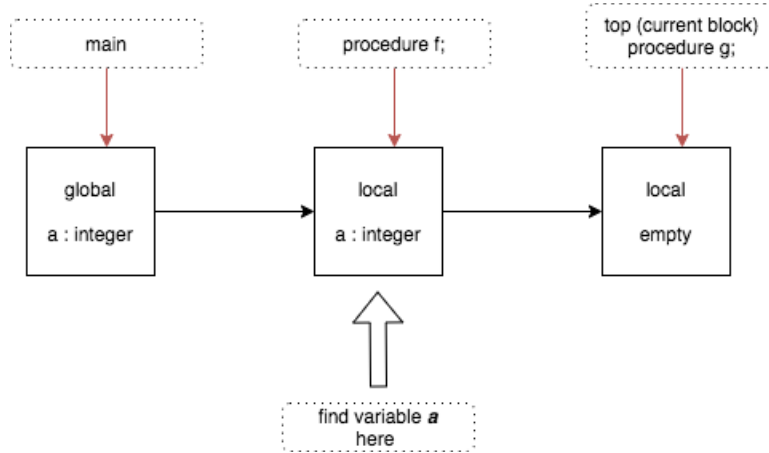 main
procedure f;
top (current block)
procedure g;
global
a : integer
local
a : integer
local
empty
find variable a
here